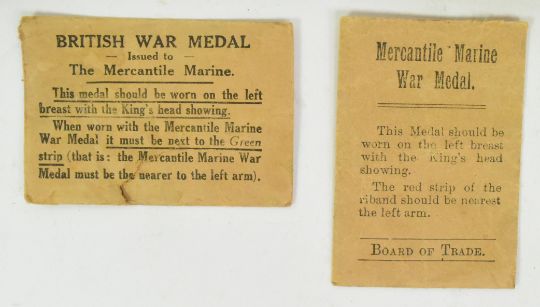 BRITISH WAR MEDAL
— Issued to —
The Mercantile Marine.
This medal should be worn on the left
breast with the King's head showing.
When worn with the Mercantile Marine
War Medal it must be next to the Green
strip (that is: the Mercantile Marine War
Medal must be the nearer to the left arm).
Mercantile Marine
War Medal.
This Medal should be
worn on the left breast
with the King's head
showing.
The red strip of the
riband should be nearest
the left arm.
BOARD OF TRADE.